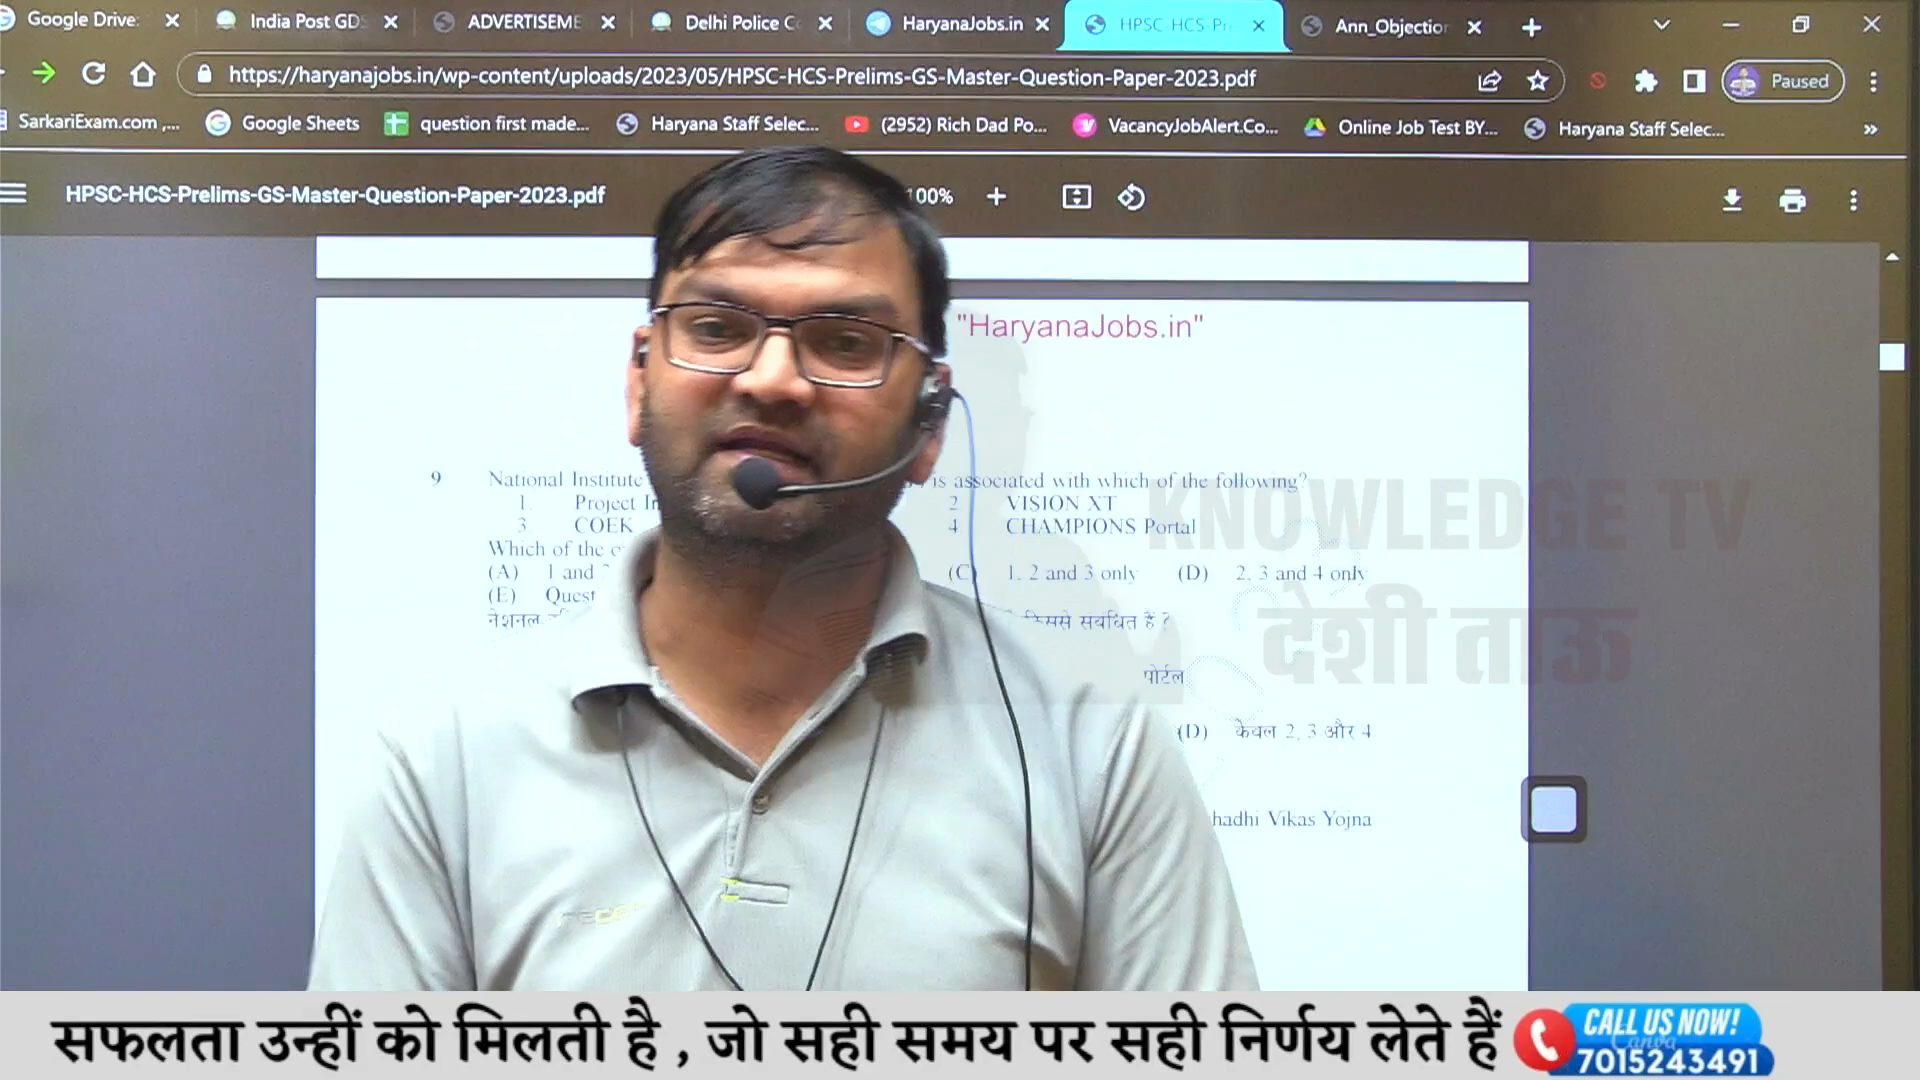 Google Drive: India Post GDS ADVERTISEME Delhi Police Co HaryanaJobs.in HPSC-HCS-Pr Ann_Objection
https://haryanajobs.in/wp-content/uploads/2023/05/HPSC-HCS-Prelims-GS-Master-Question-Paper-2023.pdf Paused
SarkariExam.com ,... Google Sheets question first made... Haryana Staff Selec... (2952) Rich Dad Po... VacancyJobAlert.Co... Online Job Test BY... Haryana Staff Selec... »
HPSC-HCS-Prelims-GS-Master-Question-Paper-2023.pdf 100%
"HaryanaJobs.in"
9 National Institute is associated with which of the following?
1 Project In 2 VISION XT
3 COEK 4 CHAMPIONS Portal
Which of the
(A) 1 and (C) 1, 2 and 3 only (D) 2, 3 and 4 only
(E) Quest
नेशनल किससे संबंधित है ?
पोर्टल
(D) केवल 2, 3 और 4
hadhi Vikas Yojna
KNOWLEDGE TV
देशी ताऊ
सफलता उन्हीं को मिलती है , जो सही समय पर सही निर्णय लेते हैं
CALL US NOW!
Canva
7015243491